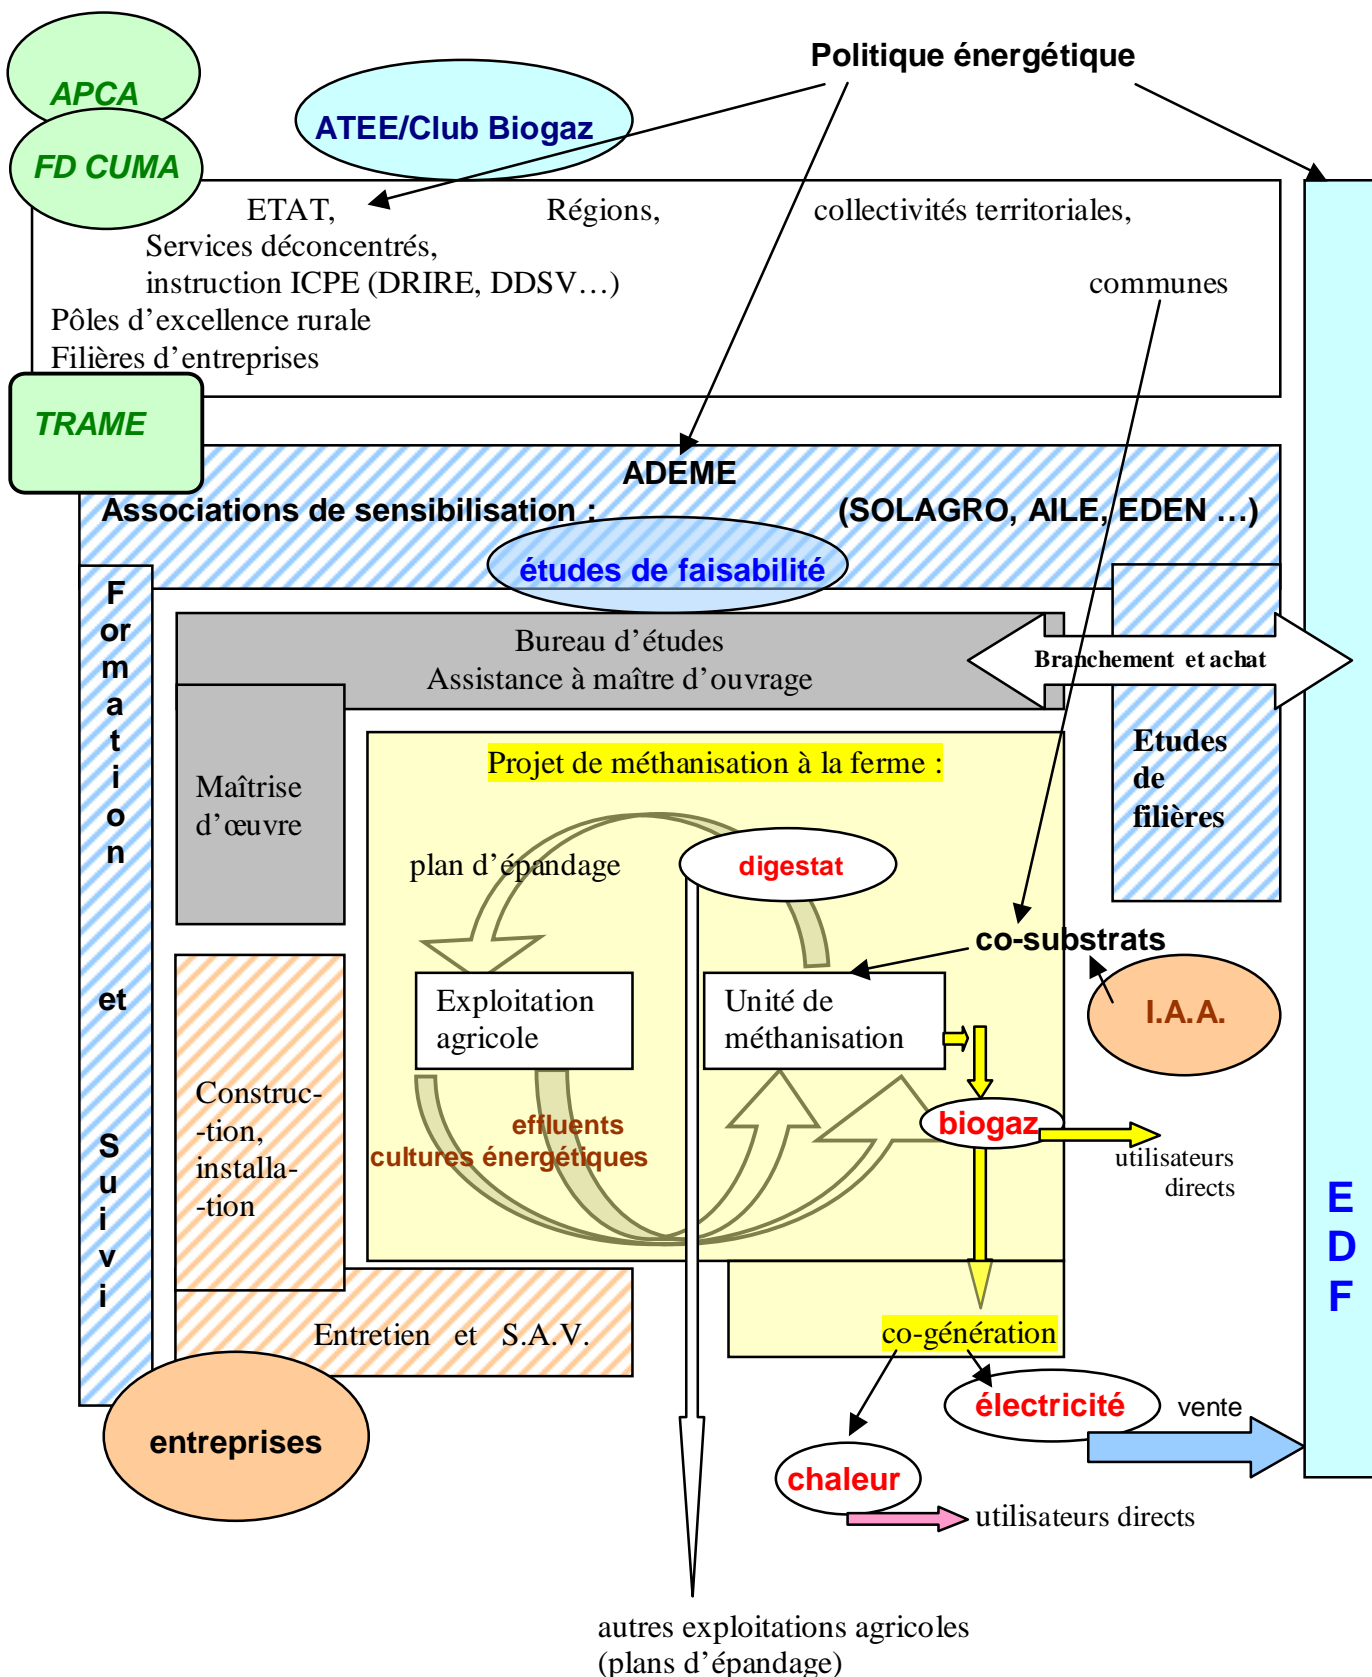 Politique énergétique
APCA
ATEE/Club Biogaz
FD CUMA
ETAT, Régions, collectivités territoriales,
Services déconcentrés,
instruction ICPE (DRIRE, DDSV…) communes
Pôles d’excellence rurale
Filières d’entreprises
TRAME
ADEME
Associations de sensibilisation : (SOLAGRO, AILE, EDEN …)
études de faisabilité
Formation
et
Suivi
Bureau d’études
Assistance à maître d’ouvrage
Branchement et achat
Etudes
de
filières
Maîtrise
d’œuvre
Projet de méthanisation à la ferme :
plan d’épandage
digestat
co-substrats
Exploitation
agricole
Unité de
méthanisation
I.A.A.
Construc-
-tion,
installa-
-tion
effluents
cultures énergétiques
biogaz
utilisateurs
directs
EDF
Entretien et S.A.V.
co-génération
entreprises
électricité
vente
chaleur
utilisateurs directs
autres exploitations agricoles
(plans d’épandage)